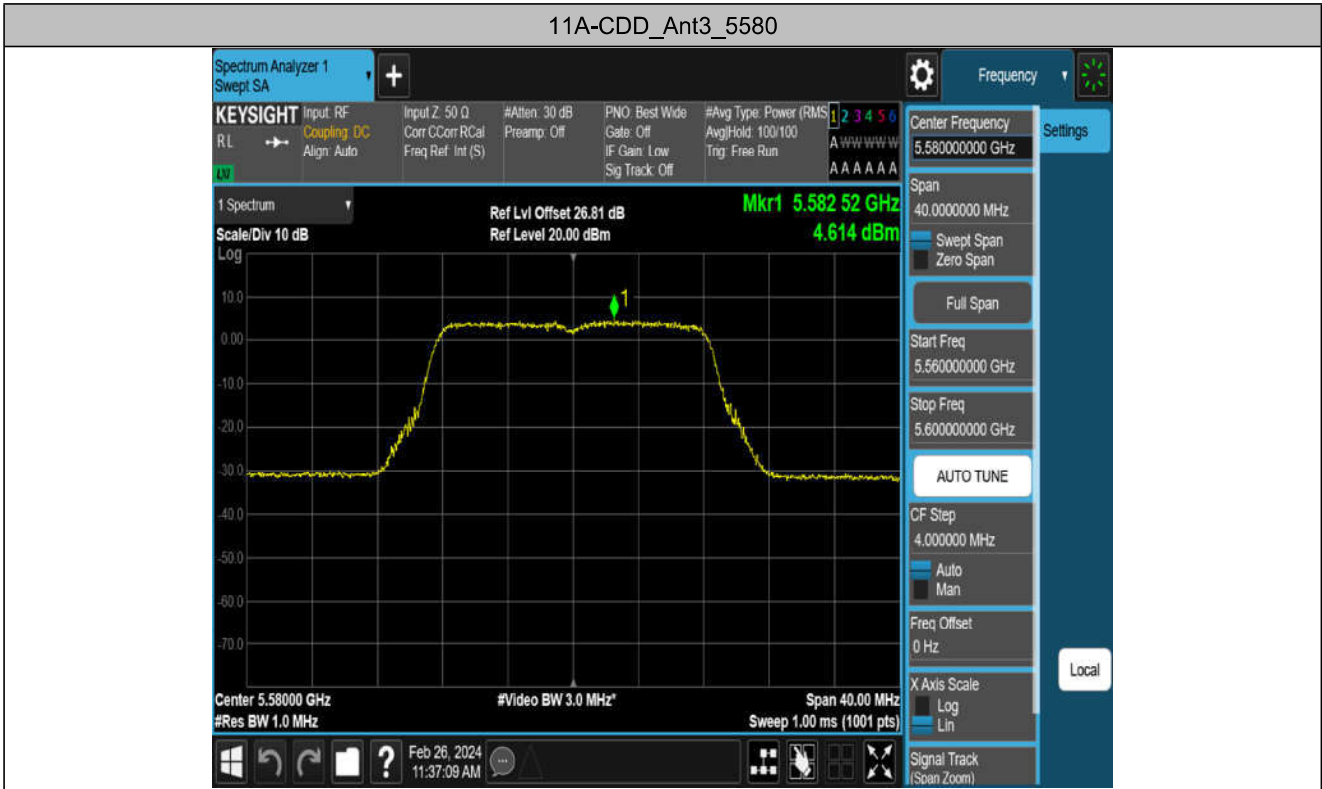 11A-CDD_Ant3_5580
Spectrum Analyzer 1
Swept SA
+
Frequency
KEYSIGHT
RL
LXI
Input: RF
Coupling: DC
Align: Auto
Input Z: 50 Ω
Corr CCorr RCal
Freq Ref: Int (S)
#Atten: 30 dB
Preamp: Off
PNO: Best Wide
Gate: Off
IF Gain: Low
Sig Track: Off
#Avg Type: Power (RMS
Avg|Hold: 100/100
Trig: Free Run
1 2 3 4 5 6
A W W W W W
A A A A A A
1 Spectrum
Scale/Div 10 dB
Log
Ref Lvl Offset 26.81 dB
Ref Level 20.00 dBm
Mkr1 5.582 52 GHz
4.614 dBm
1
10.0
0.00
-10.0
-20.0
-30.0
-40.0
-50.0
-60.0
-70.0
Center 5.58000 GHz
#Res BW 1.0 MHz
#Video BW 3.0 MHz*
Span 40.00 MHz
Sweep 1.00 ms (1001 pts)
Center Frequency
5.580000000 GHz
Settings
Span
40.0000000 MHz
Swept Span
Zero Span
Full Span
Start Freq
5.560000000 GHz
Stop Freq
5.600000000 GHz
AUTO TUNE
CF Step
4.000000 MHz
Auto
Man
Freq Offset
0 Hz
X Axis Scale
Log
Lin
Local
Signal Track
(Span Zoom)
?
Feb 26, 2024
11:37:09 AM